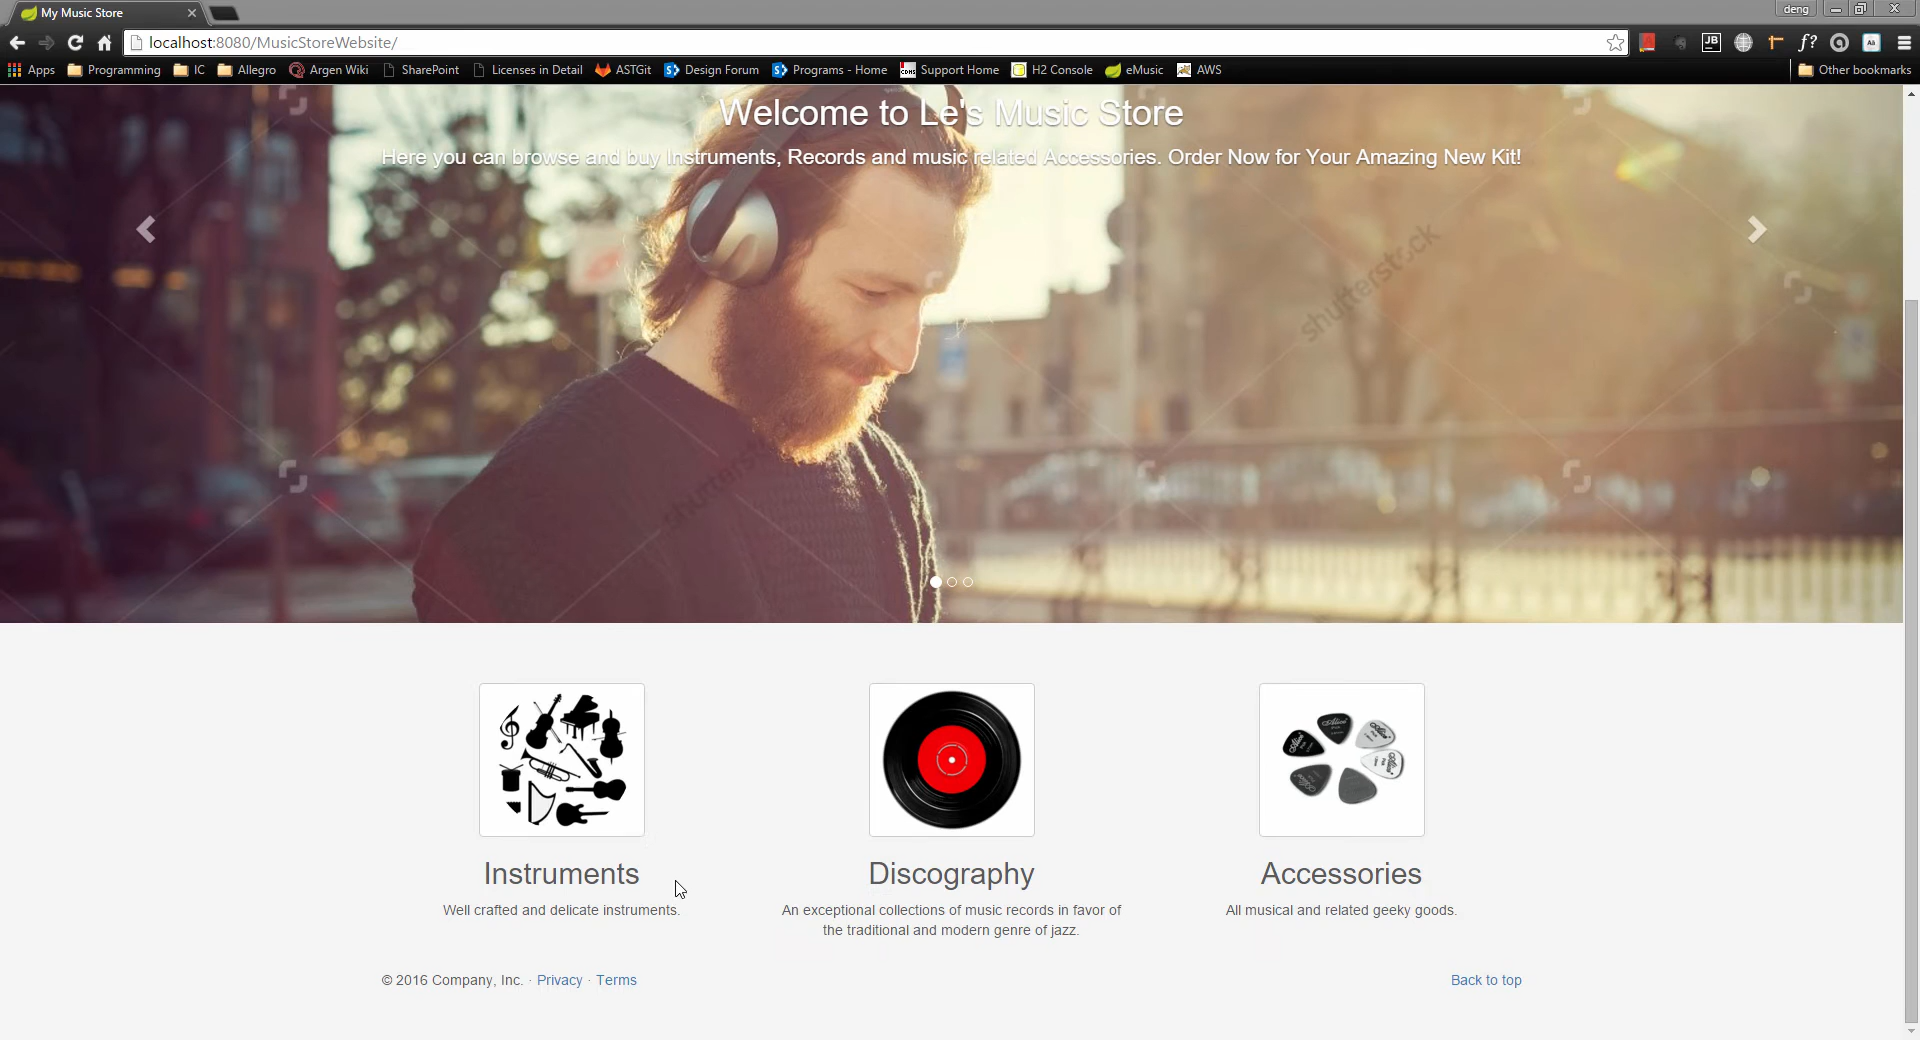 My Music Store
deng
localhost:8080/MusicStoreWebsite/
JB
f?
Apps Programming IC Allegro Argen Wiki SharePoint Licenses in Detail ASTGit Design Forum Programs - Home Support Home H2 Console eMusic AWS Other bookmarks
Welcome to Le's Music Store
Here you can browse and buy Instruments, Records and music related Accessories. Order Now for Your Amazing New Kit!
shutterstock
Instruments
Well crafted and delicate instruments.
Discography
An exceptional collections of music records in favor of
the traditional and modern genre of jazz.
Accessories
All musical and related geeky goods.
© 2016 Company, Inc. · Privacy · Terms
Back to top